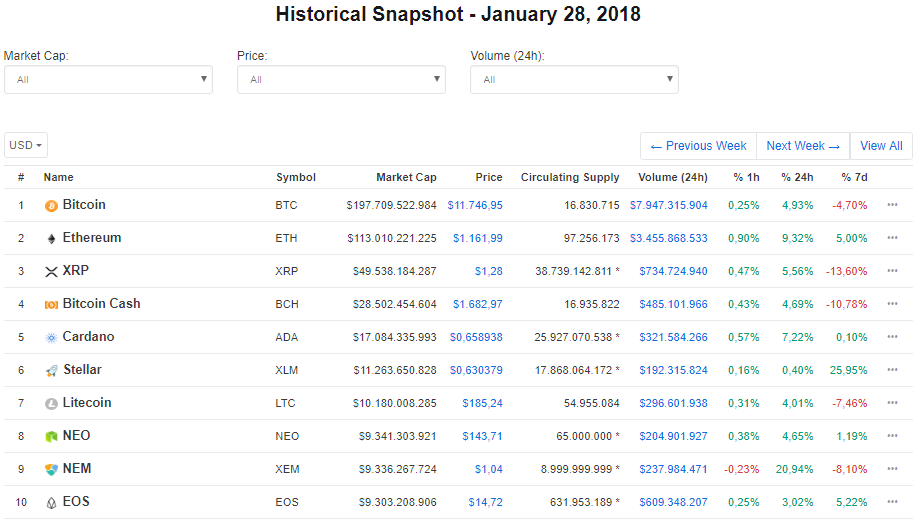 Historical Snapshot - January 28, 2018
Market Cap: Price: Volume (24h):
All All All
USD ← Previous Week Next Week → View All
# Name Symbol Market Cap Price Circulating Supply Volume (24h) % 1h % 24h % 7d
1 Bitcoin BTC $197.709.522.984 $11.746,95 16.830.715 $7.947.315.904 0,25% 4,93% -4,70% •••
2 Ethereum ETH $113.010.221.225 $1.161,99 97.256.173 $3.455.868.533 0,90% 9,32% 5,00% •••
3 XRP XRP $49.538.184.287 $1,28 38.739.142.811 * $734.724.940 0,47% 5,56% -13,60% •••
4 Bitcoin Cash BCH $28.502.454.604 $1.682,97 16.935.822 $485.101.966 0,43% 4,69% -10,78% •••
5 Cardano ADA $17.084.335.993 $0,658938 25.927.070.538 * $321.584.266 0,57% 7,22% 0,10% •••
6 Stellar XLM $11.263.650.828 $0,630379 17.868.064.172 * $192.315.824 0,16% 0,40% 25,95% •••
7 Litecoin LTC $10.180.008.285 $185,24 54.955.084 $296.601.938 0,31% 4,01% -7,46% •••
8 NEO NEO $9.341.303.921 $143,71 65.000.000 * $204.901.927 0,38% 4,65% 1,19% •••
9 NEM XEM $9.336.267.724 $1,04 8.999.999.999 * $237.984.471 -0,23% 20,94% -8,10% •••
10 EOS EOS $9.303.208.906 $14,72 631.953.189 * $609.348.207 0,25% 3,02% 5,22% •••